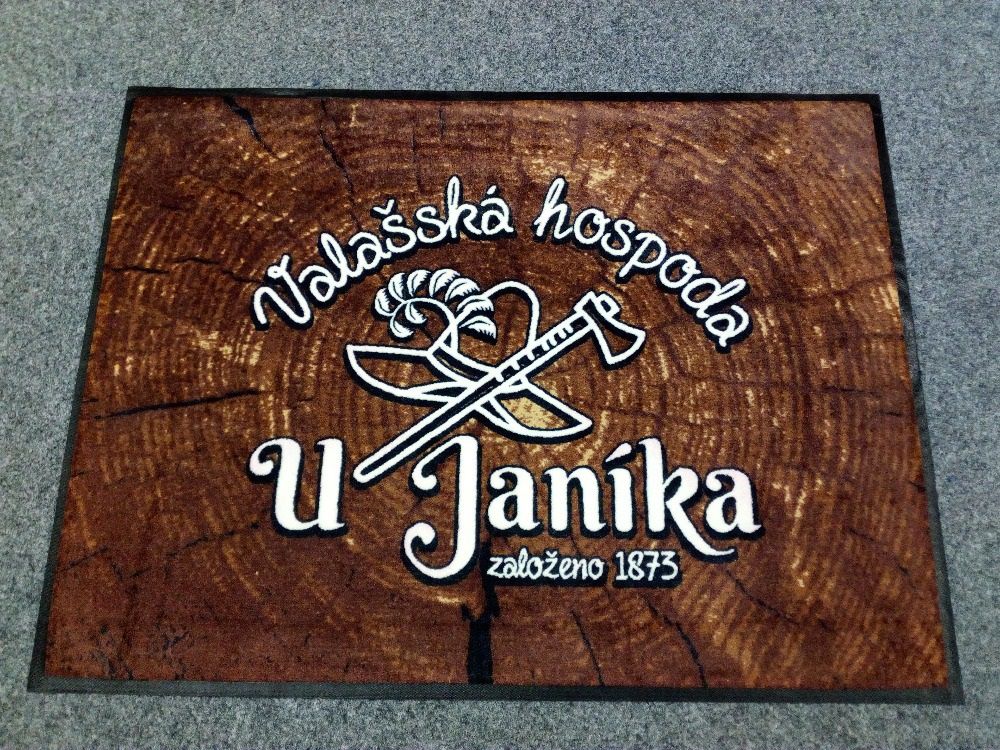 Valašská hospoda
U Janíka
založeno 1873